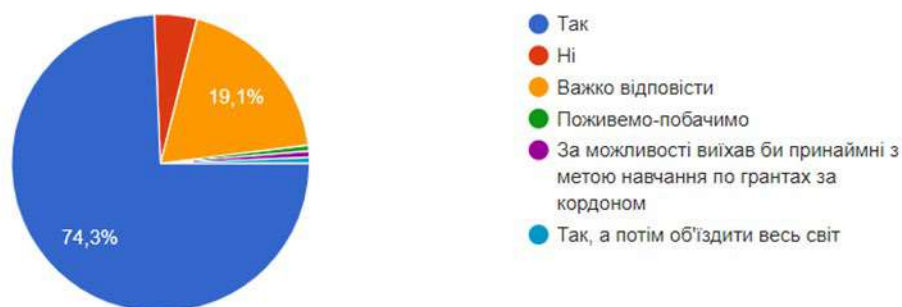 74,3%
19,1%
Так
Ні
Важко відповісти
Поживемо-побачимо
За можливості виїхав би принаймні з
метою навчання по грантах за
кордоном
Так, а потім об'їздити весь світ